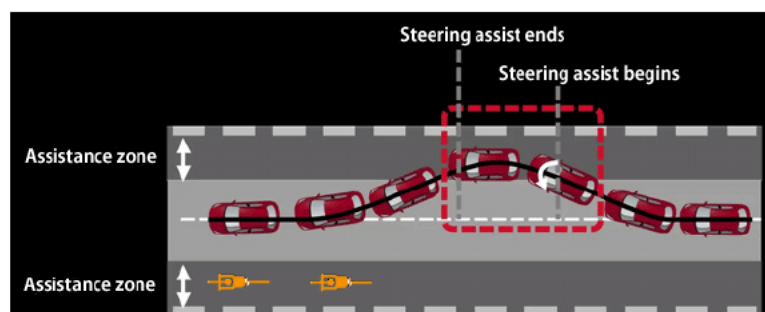 Steering assist ends
Steering assist begins
Assistance zone
Assistance zone